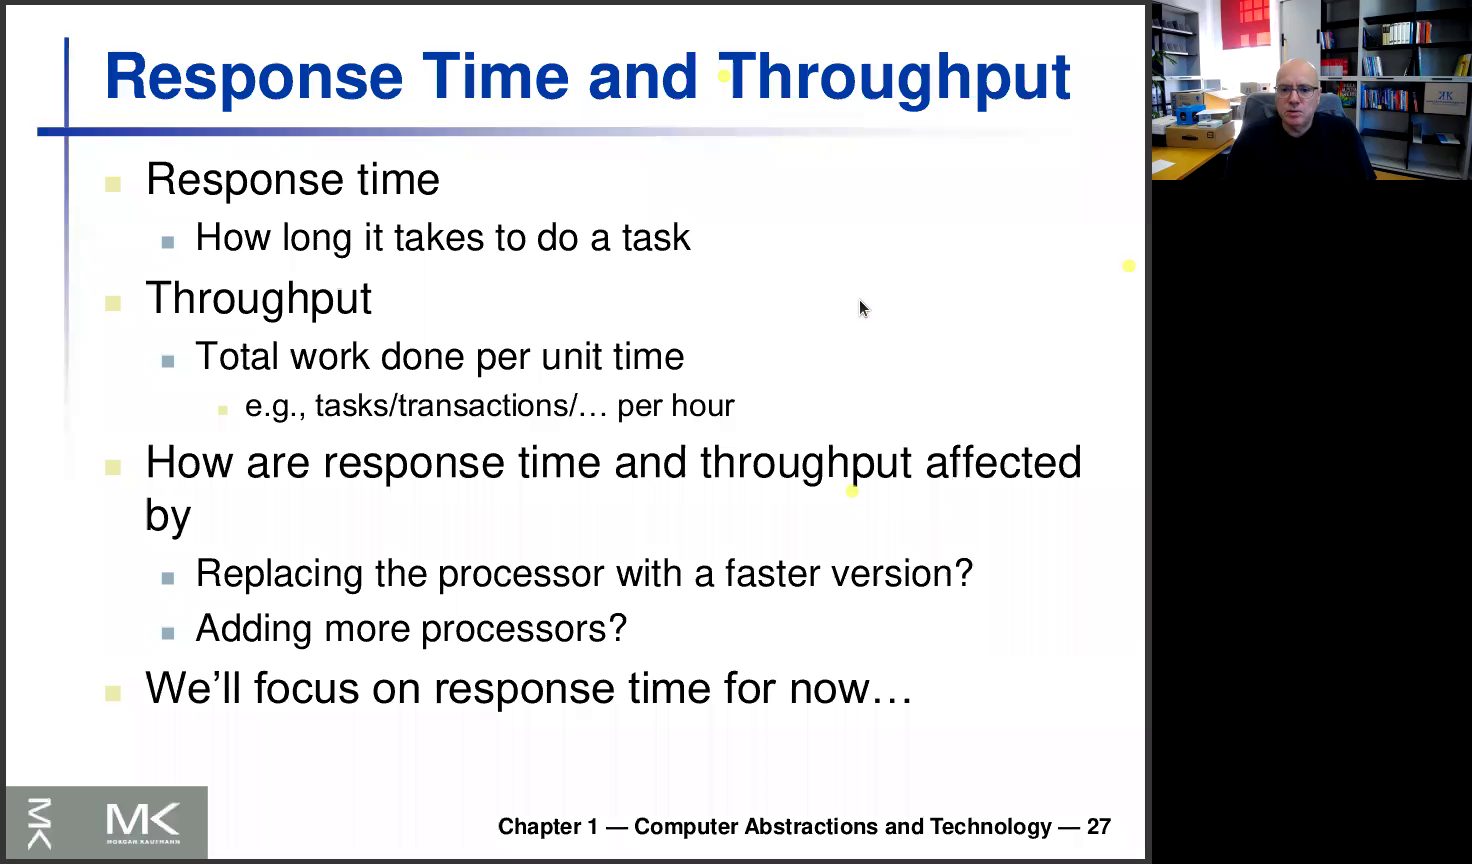 Response Time and Throughput
Response time
How long it takes to do a task
Throughput
Total work done per unit time
e.g., tasks/transactions/… per hour
How are response time and throughput affected
by
Replacing the processor with a faster version?
Adding more processors?
We’ll focus on response time for now…
MK
MK
MORGAN KAUFMANN
Chapter 1 — Computer Abstractions and Technology — 27